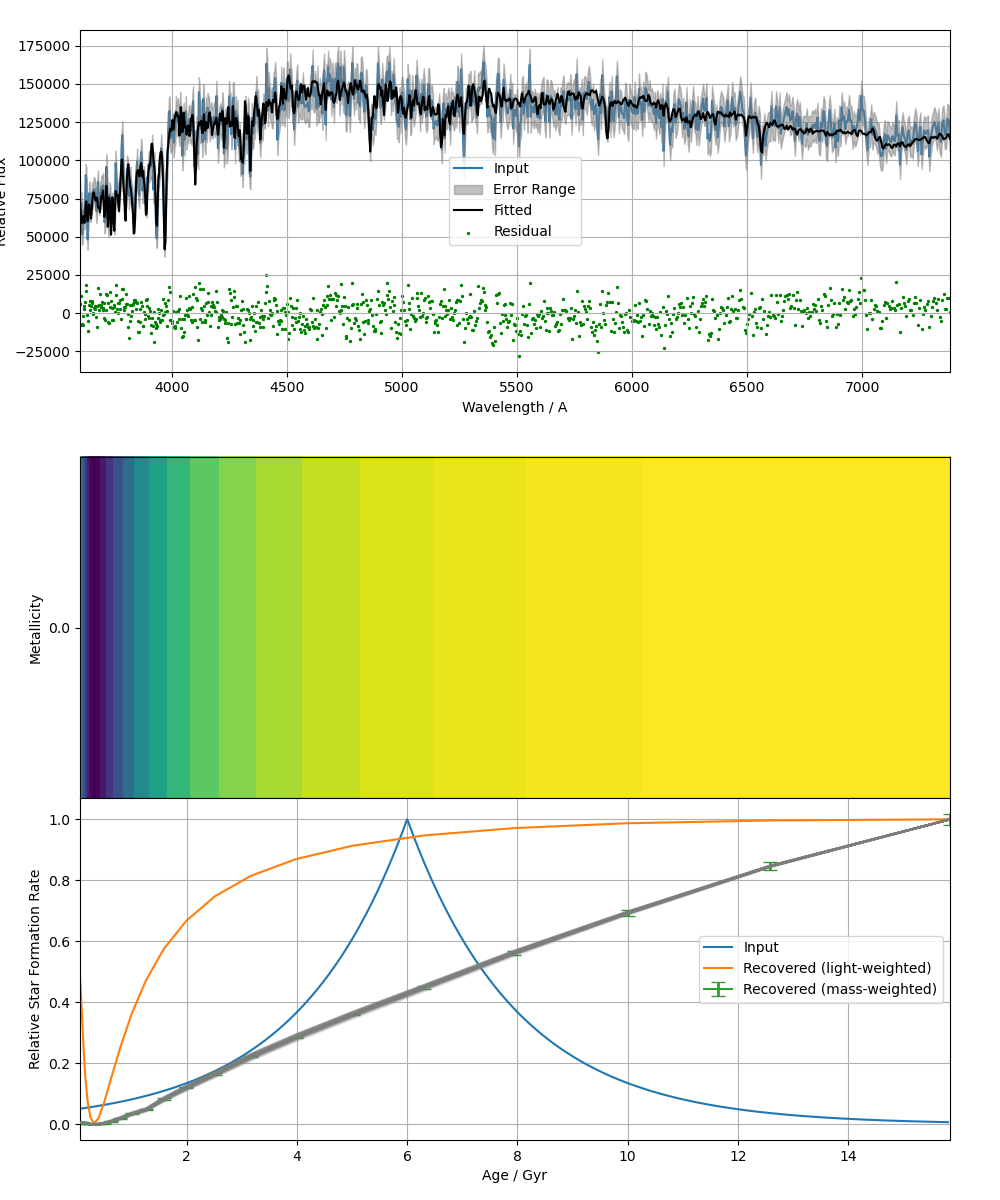 175000
150000
125000
100000
75000
50000
25000
0
−25000
Relative Flux
Input
Error Range
Fitted
Residual
4000 4500 5000 5500 6000 6500 7000
Wavelength / A
Metallicity
0.0
1.0
0.8
0.6
0.4
0.2
0.0
Relative Star Formation Rate
Input
Recovered (light-weighted)
Recovered (mass-weighted)
2 4 6 8 10 12 14
Age / Gyr